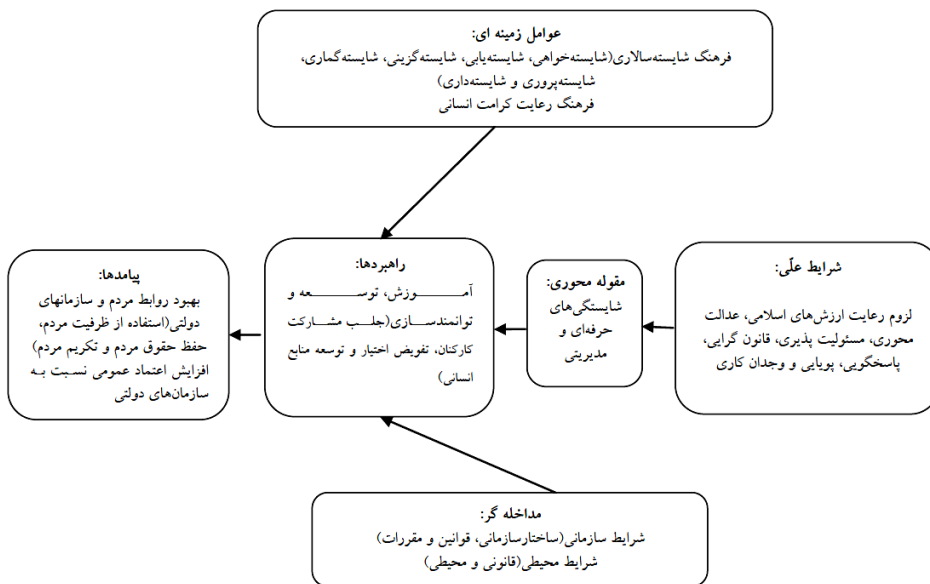 عوامل زمینه ای:
فرهنگ شایسته‌سالاری(شایسته‌خواهی، شایسته‌یابی، شایسته‌گزینی، شایسته‌گماری،
شایسته‌پروری و شایسته‌داری)
فرهنگ رعایت کرامت انسانی
شرایط علّی:
لزوم رعایت ارزش‌های اسلامی، عدالت
محوری، مسئولیت پذیری، قانون گرایی،
پاسخگویی، پویایی و وجدان کاری
مقوله محوری:
شایستگی‌های
حرفه‌ای و
مدیریتی
راهبردها:
آموزش، توسعه و
توانمندسازی(جلب مشارکت
کارکنان، تفویض اختیار و توسعه منابع
انسانی)
پیامدها:
بهبود روابط مردم و سازمانهای
دولتی(استفاده از ظرفیت مردم،
حفظ حقوق مردم و تکریم مردم)
افزایش اعتماد عمومی نسبت به
سازمان‌های دولتی
مداخله گر:
شرایط سازمانی(ساختارسازمانی، قوانین و مقررات)
شرایط محیطی(قانونی و محیطی)